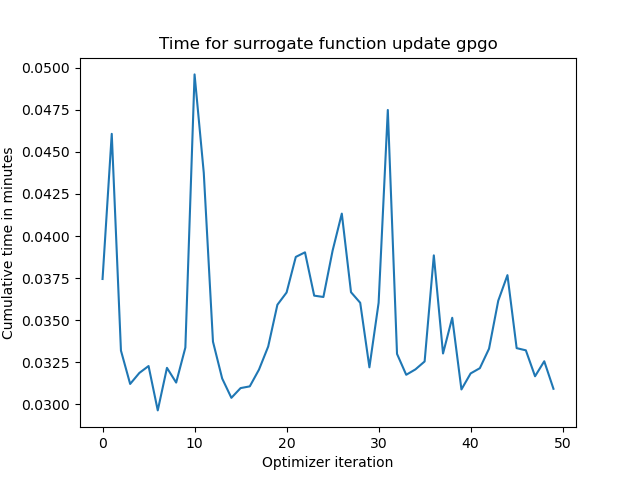 Time for surrogate function update gpgo
Cumulative time in minutes
0.0500
0.0475
0.0450
0.0425
0.0400
0.0375
0.0350
0.0325
0.0300
0 10 20 30 40 50
Optimizer iteration